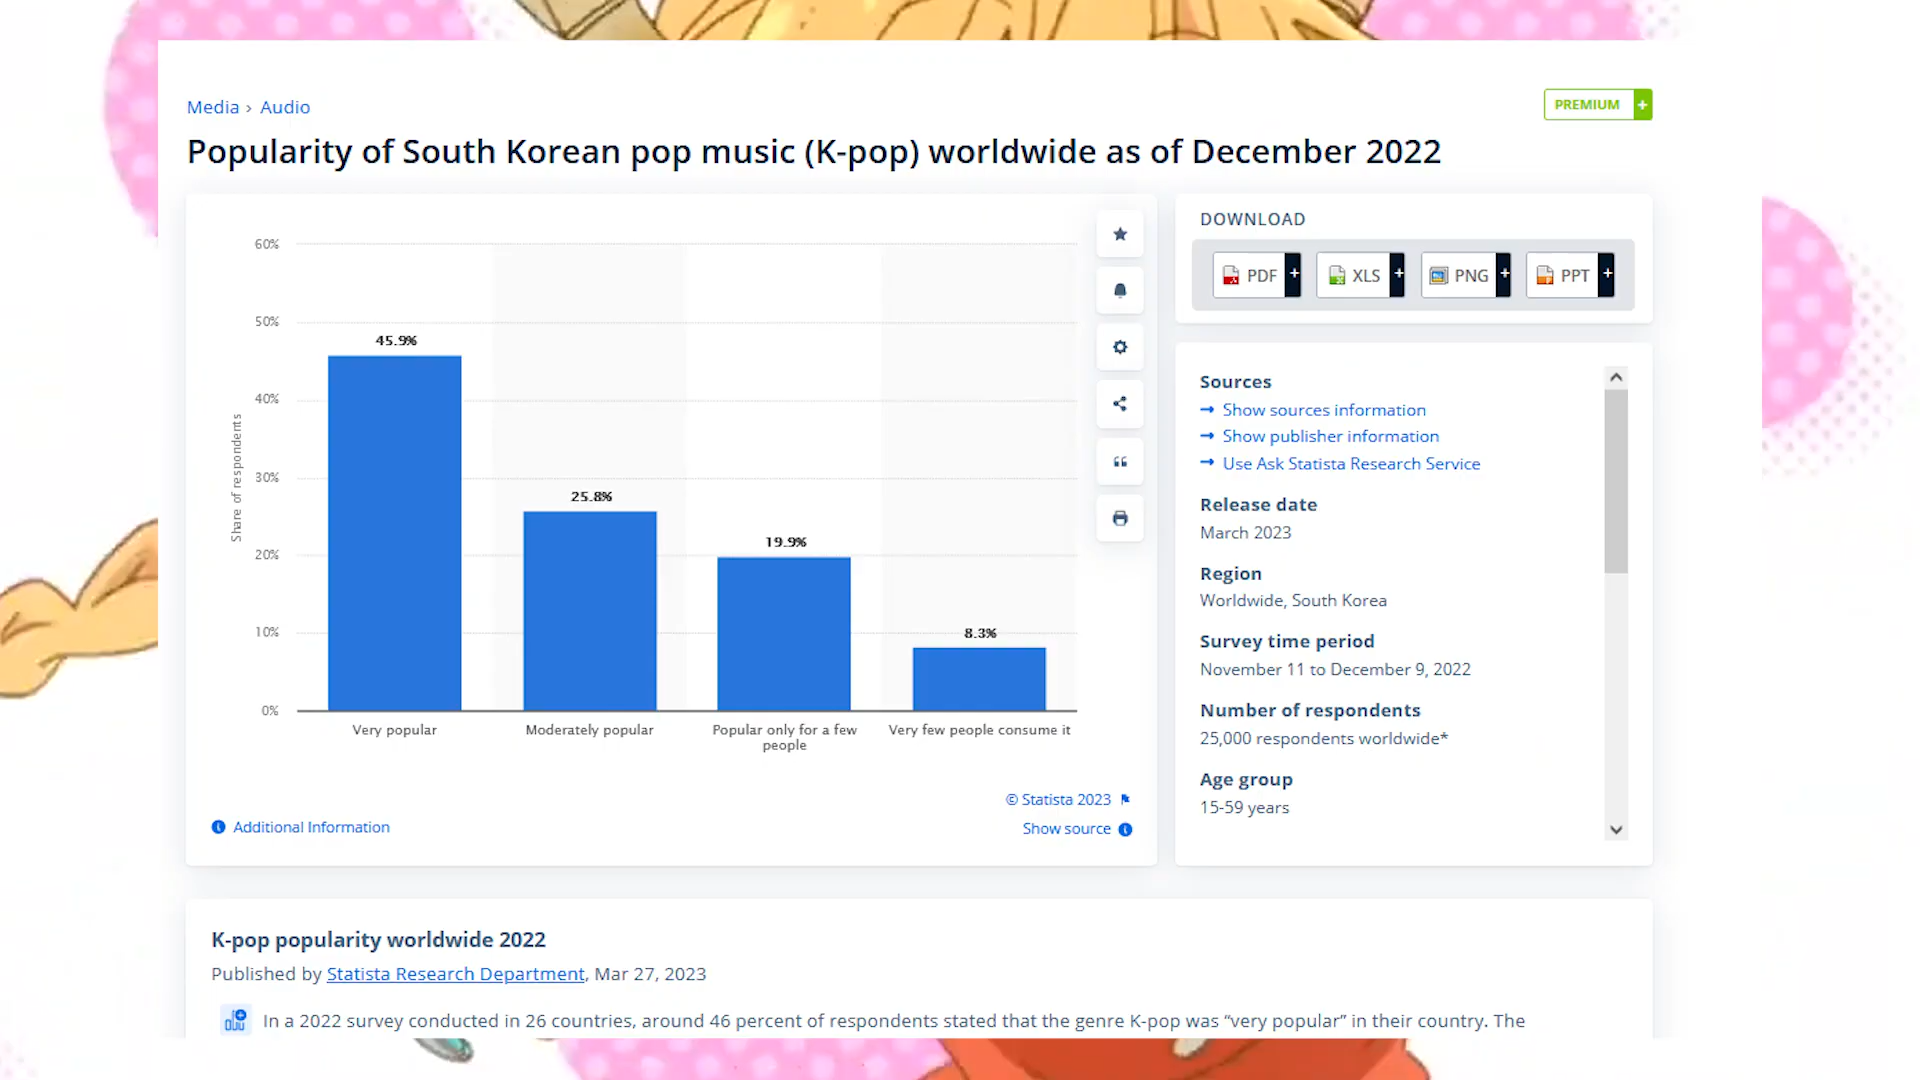 Media › Audio
PREMIUM +
Popularity of South Korean pop music (K-pop) worldwide as of December 2022
60%
50%
40%
30%
20%
10%
0%
Share of respondents
45.9%
25.8%
19.9%
8.3%
Very popular
Moderately popular
Popular only for a few
people
Very few people consume it
© Statista 2023
Additional Information
Show source
DOWNLOAD
PDF + XLS + PNG + PPT +
Sources
→ Show sources information
→ Show publisher information
→ Use Ask Statista Research Service
Release date
March 2023
Region
Worldwide, South Korea
Survey time period
November 11 to December 9, 2022
Number of respondents
25,000 respondents worldwide*
Age group
15-59 years
K-pop popularity worldwide 2022
Published by Statista Research Department, Mar 27, 2023
In a 2022 survey conducted in 26 countries, around 46 percent of respondents stated that the genre K-pop was “very popular” in their country. The